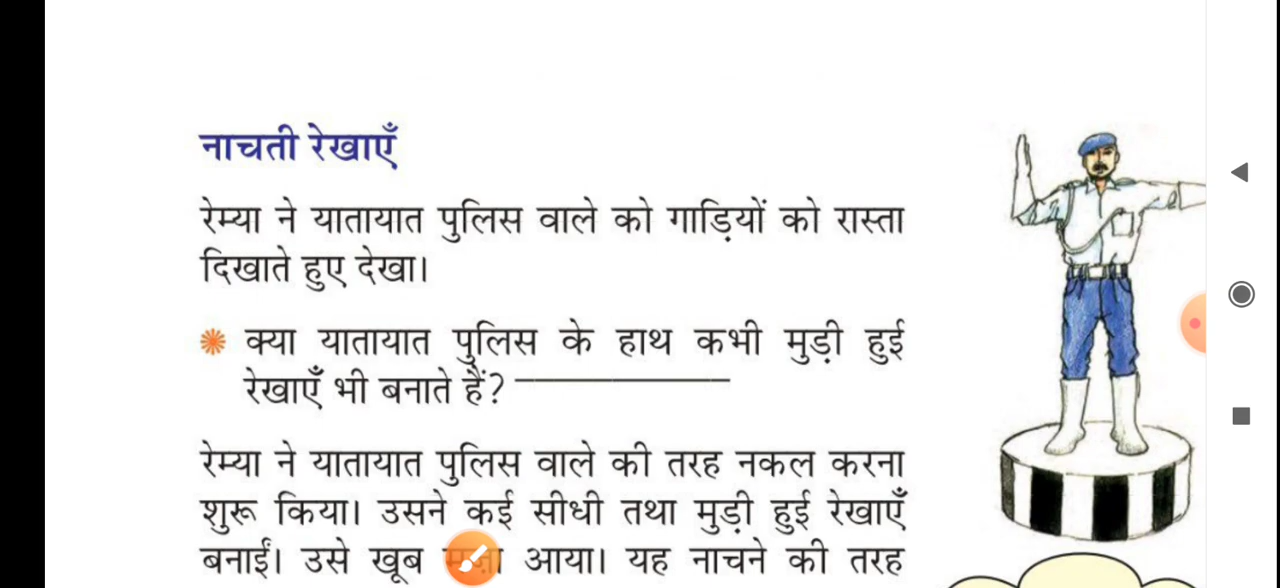 नाचती रेखाएँ
रेम्या ने यातायात पुलिस वाले को गाड़ियों को रास्ता
दिखाते हुए देखा।
क्या यातायात पुलिस के हाथ कभी मुड़ी हुई
रेखाएँ भी बनाते हैं?
रेम्या ने यातायात पुलिस वाले की तरह नकल करना
शुरू किया। उसने कई सीधी तथा मुड़ी हुई रेखाएँ
बनाईं। उसे खूब आया। यह नाचने की तरह